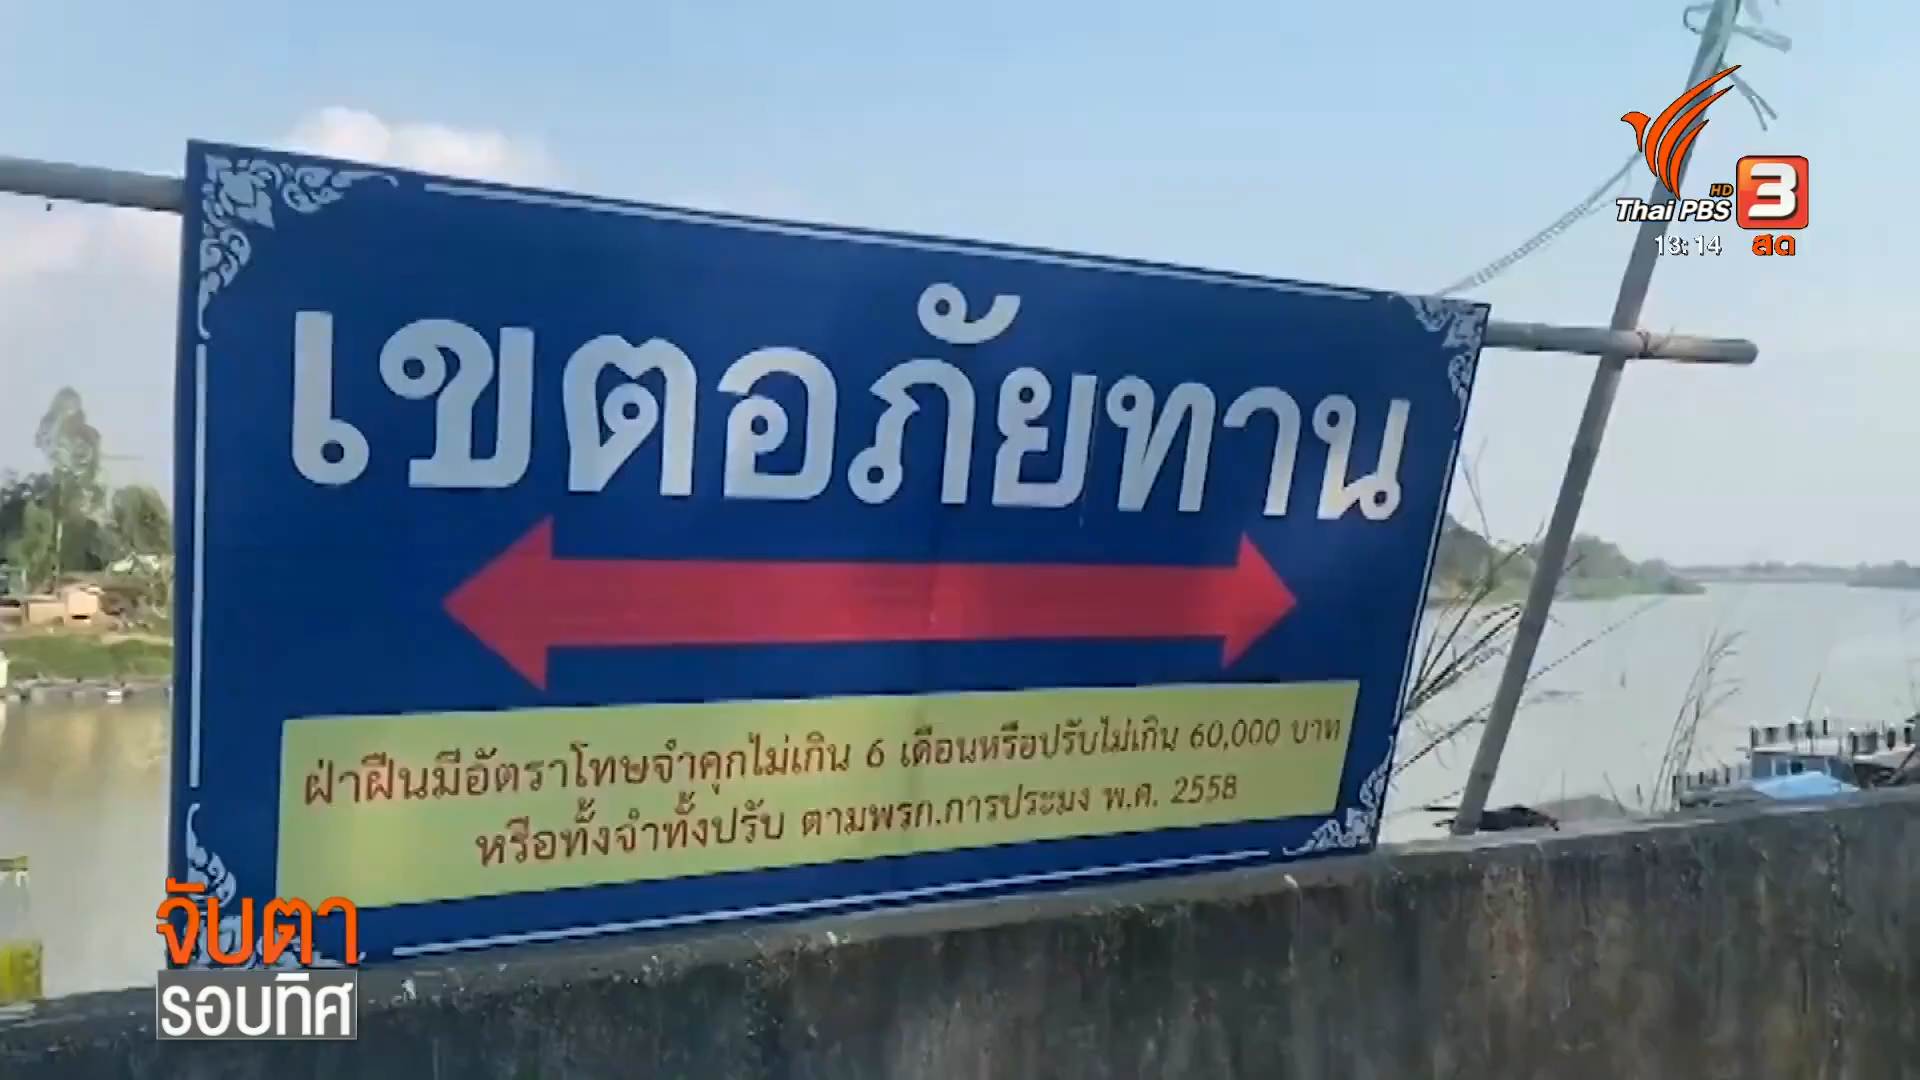 เขตอภัยทาน
ฝ่าฝืนมีอัตราโทษจำคุกไม่เกิน 6 เดือนหรือปรับไม่เกิน 60,000 บาท
หรือทั้งจำทั้งปรับ ตามพรก.การประมง พ.ศ. 2558
HD
Thai PBS 3
13:14 สด
จับตา
รอบทิศ